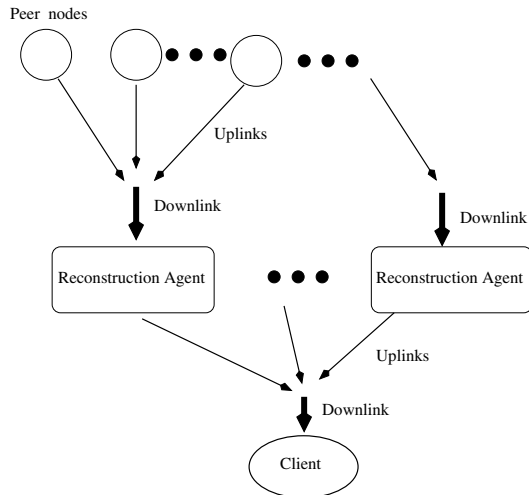 Peer nodes
Uplinks
Downlink
Downlink
Reconstruction Agent
Reconstruction Agent
Uplinks
Downlink
Client